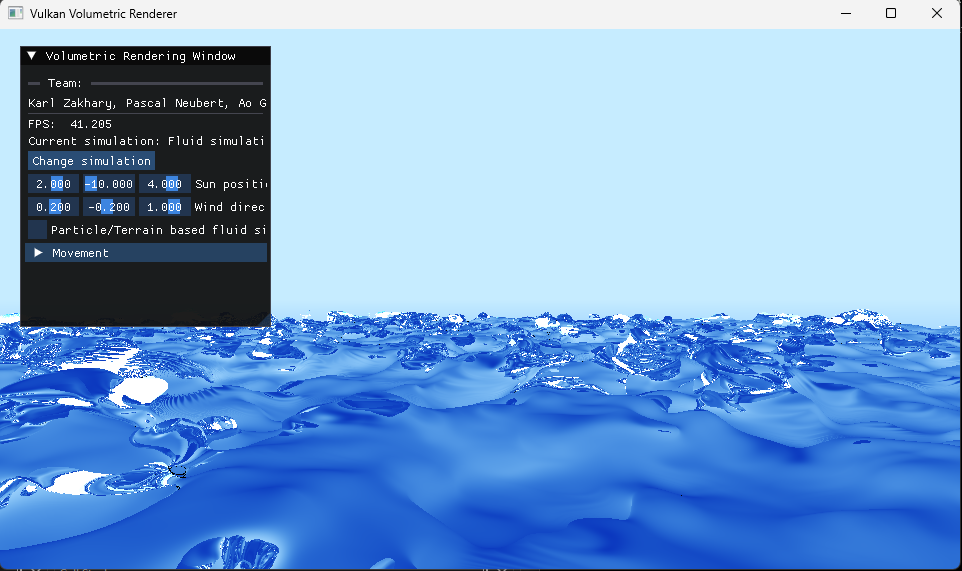 Vulkan Volumetric Renderer
Volumetric Rendering Window
Team:
Karl Zakhary, Pascal Neubert, Ao G
FPS: 41.205
Current simulation: Fluid simulati
Change simulation
2.000 -10.000 4.000 Sun positi
0.200 -0.200 1.000 Wind direc
Particle/Terrain based fluid si
Movement